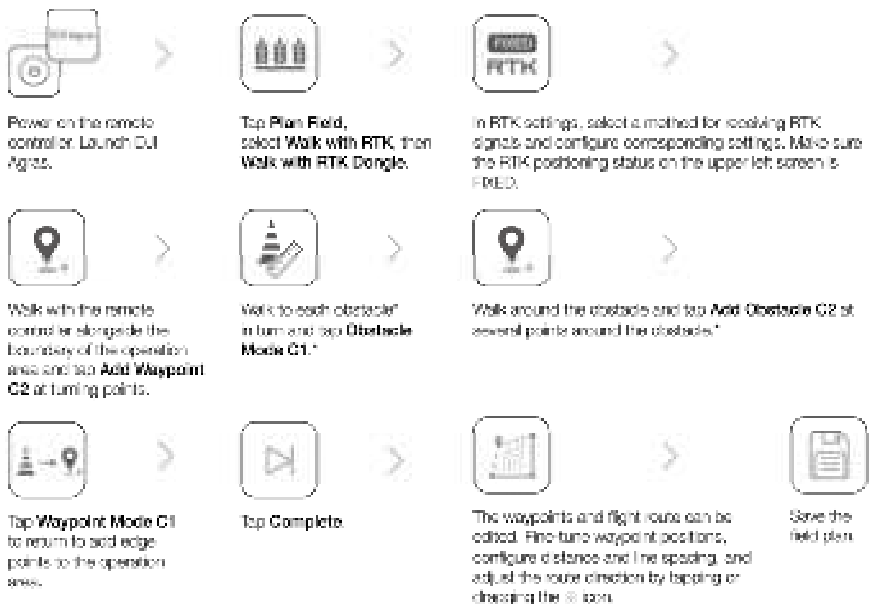 FIXED
RTK
Power on the remote
controller. Launch DJI
Agras.
Tap Plan Field,
select Walk with RTK, then
Walk with RTK Dongle.
In RTK settings, select a method for receiving RTK
signals and configure corresponding settings. Make sure
the RTK positioning status on the upper left screen is
FIXED.
Walk with the remote
controller alongside the
boundary of the operation
area and tap Add Waypoint
C2 at turning points.
Walk to each obstacle*
in turn and tap Obstacle
Mode C1.*
Walk around the obstacle and tap Add Obstacle C2 at
several points around the obstacle.*
Tap Waypoint Mode C1
to return to add edge
points to the operation
area.
Tap Complete.
The waypoints and flight route can be
edited. Fine-tune waypoint positions,
configure distance and line spacing, and
adjust the route direction by tapping or
dragging the icon.
Save the
field plan.